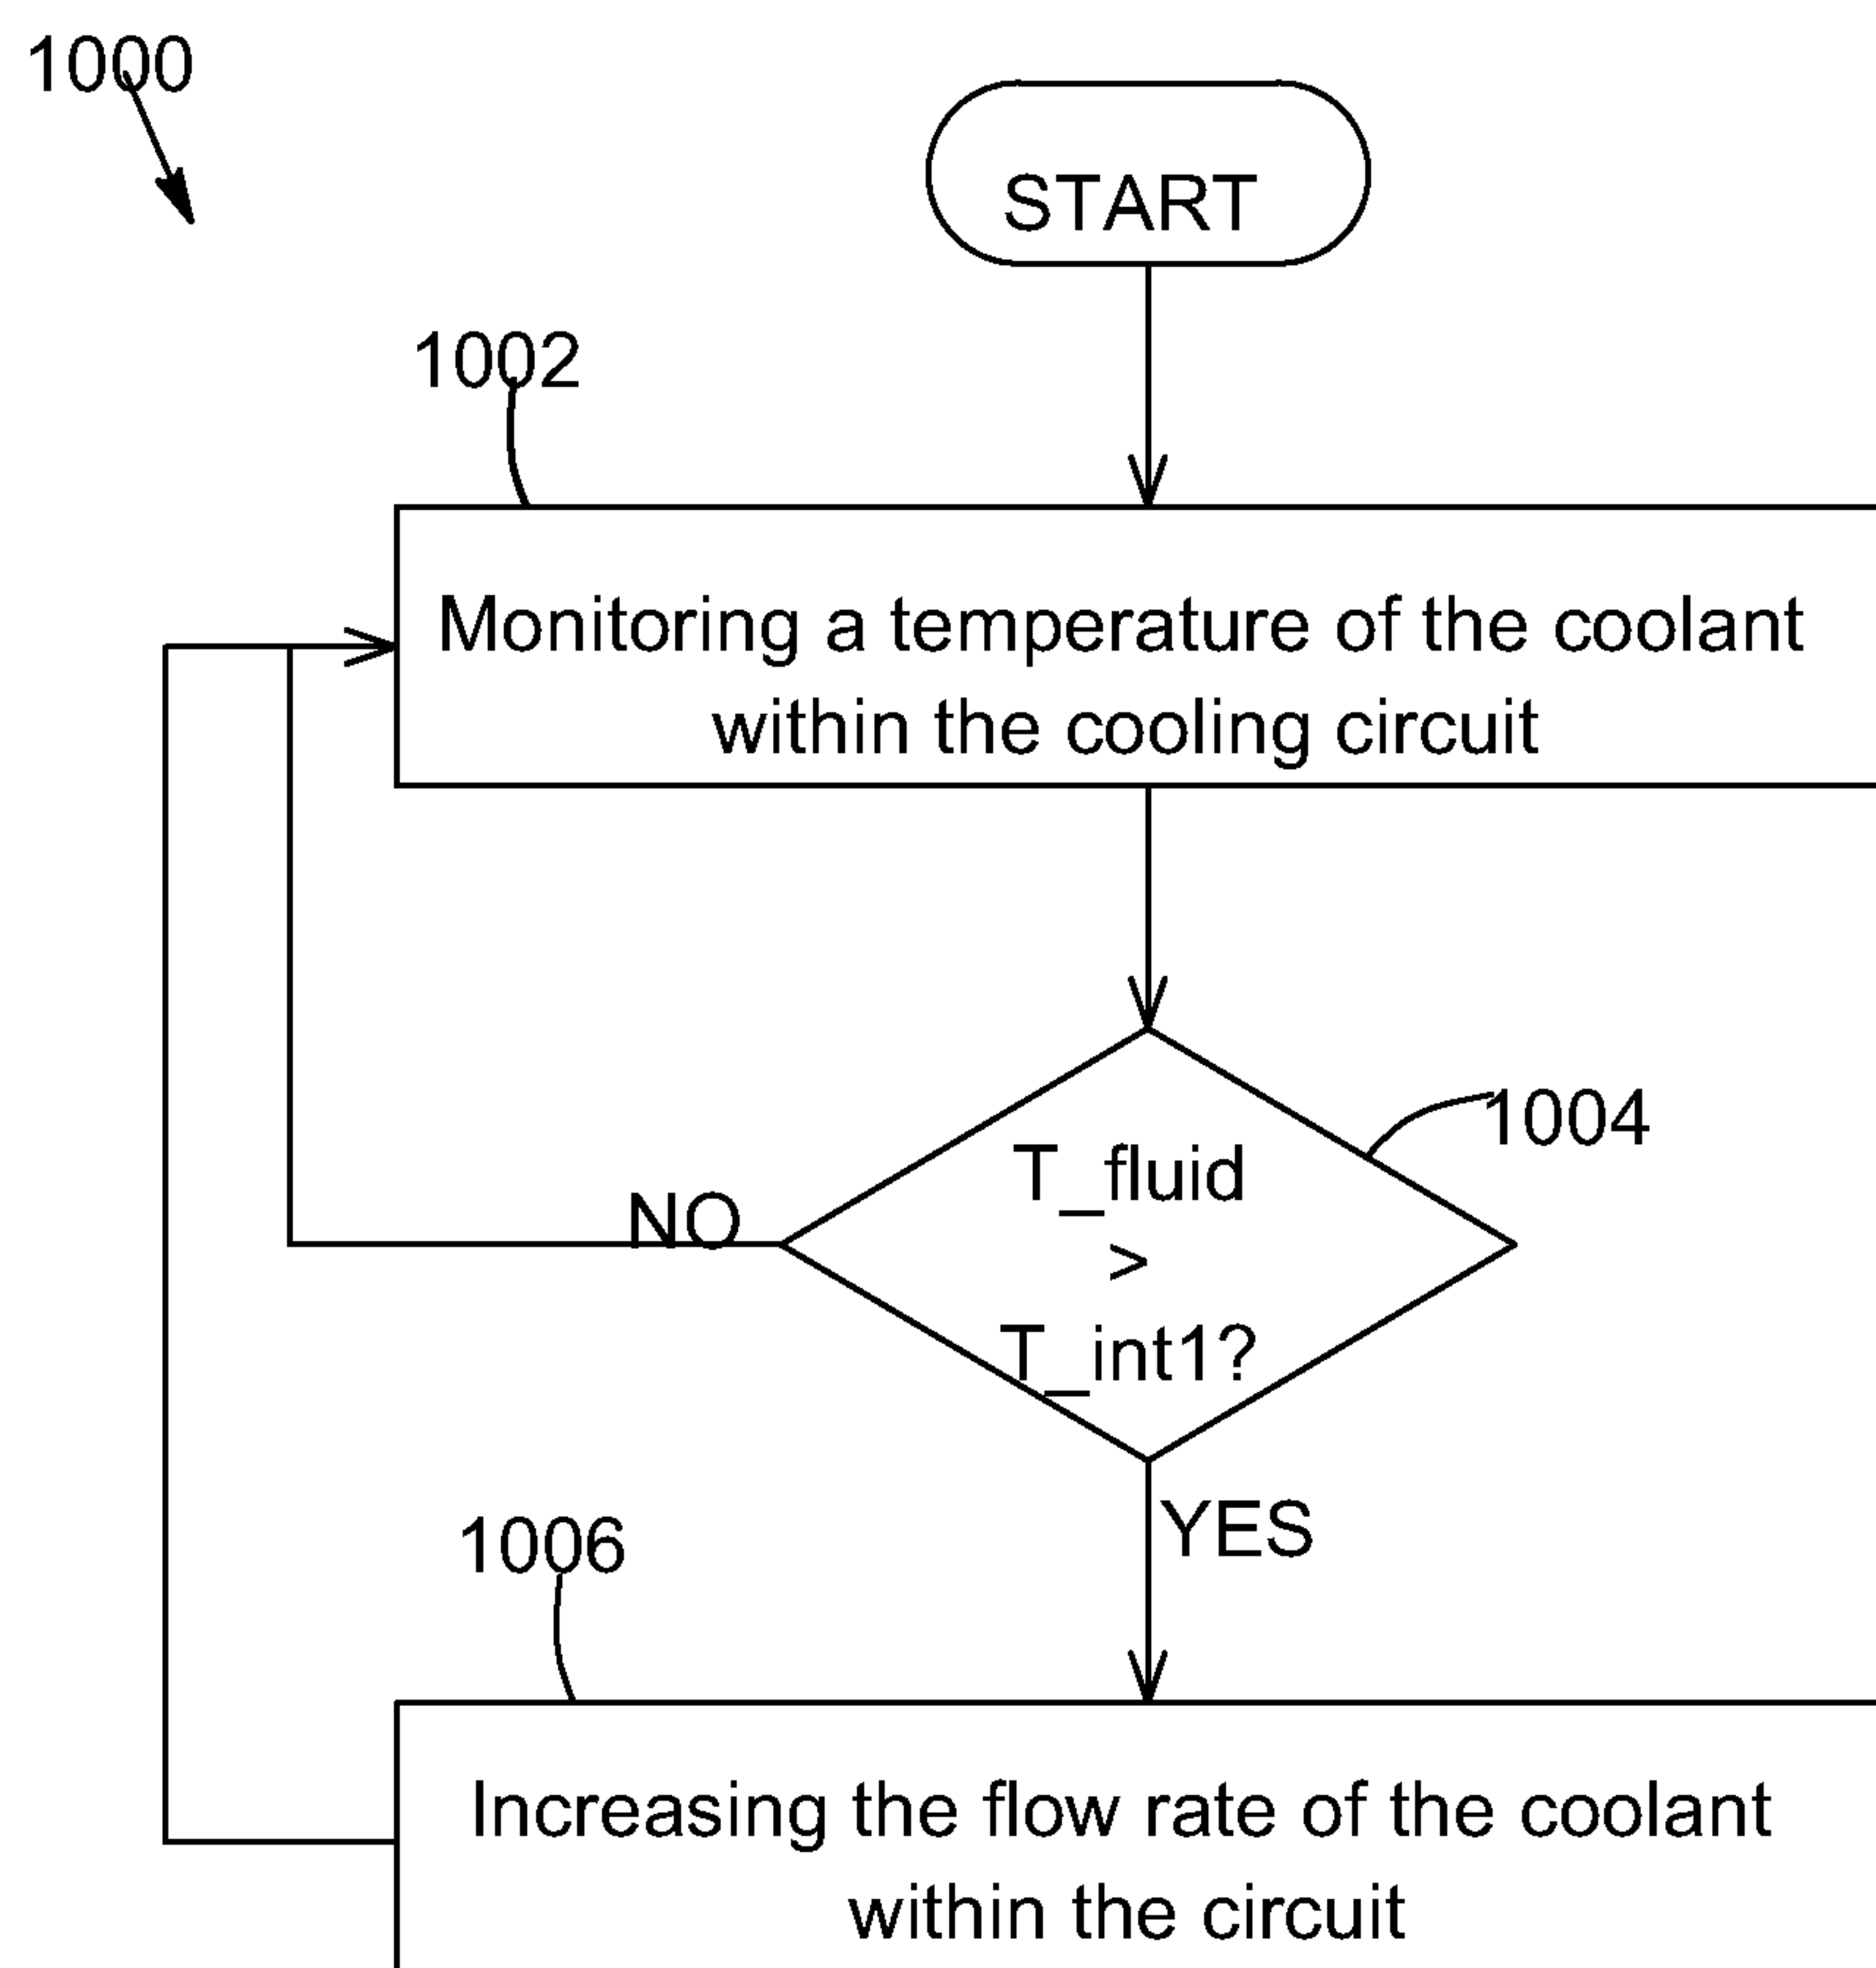 1000
START
1002
Monitoring a temperature of the coolant
within the cooling circuit
1004
T_fluid
>
T_int1?
NO
YES
1006
Increasing the flow rate of the coolant
within the circuit